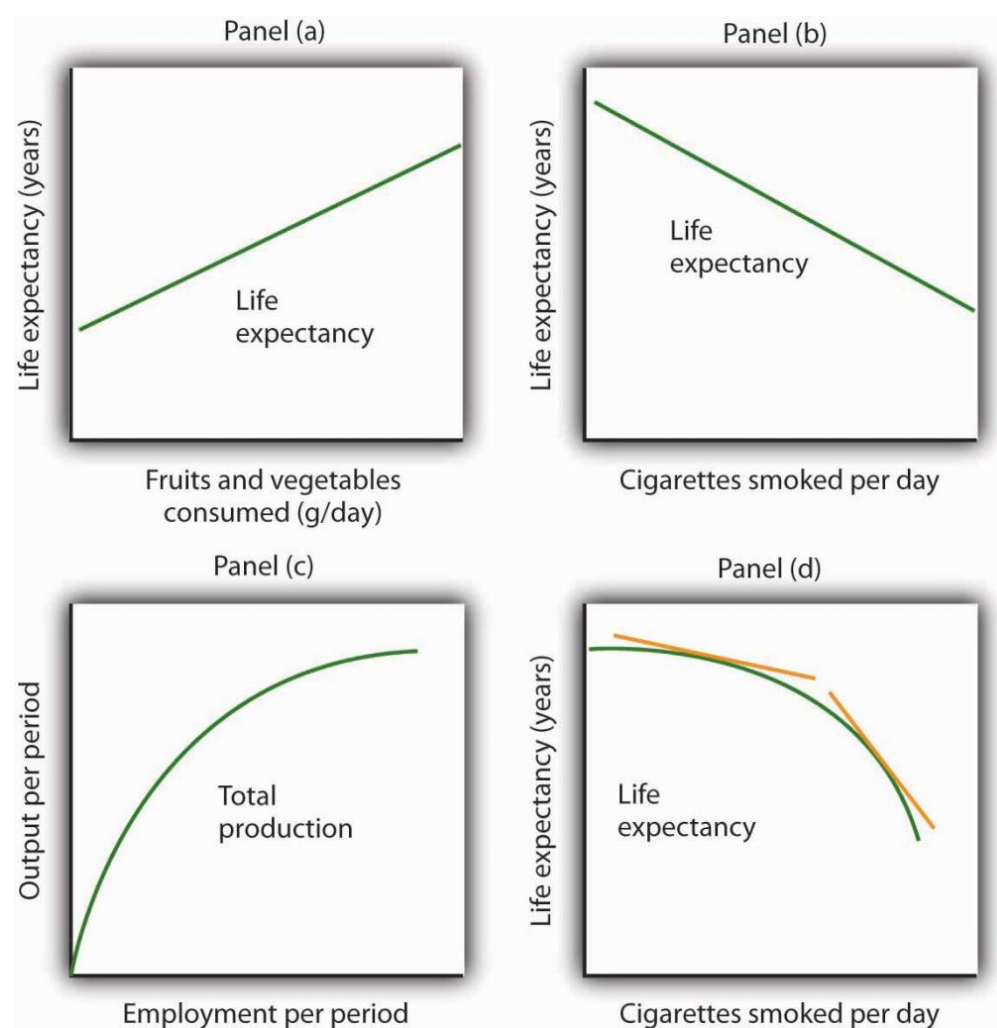 Panel (a)
Life expectancy (years)
Life
expectancy
Fruits and vegetables
consumed (g/day)
Panel (b)
Life expectancy (years)
Life
expectancy
Cigarettes smoked per day
Panel (c)
Output per period
Total
production
Employment per period
Panel (d)
Life expectancy (years)
Life
expectancy
Cigarettes smoked per day